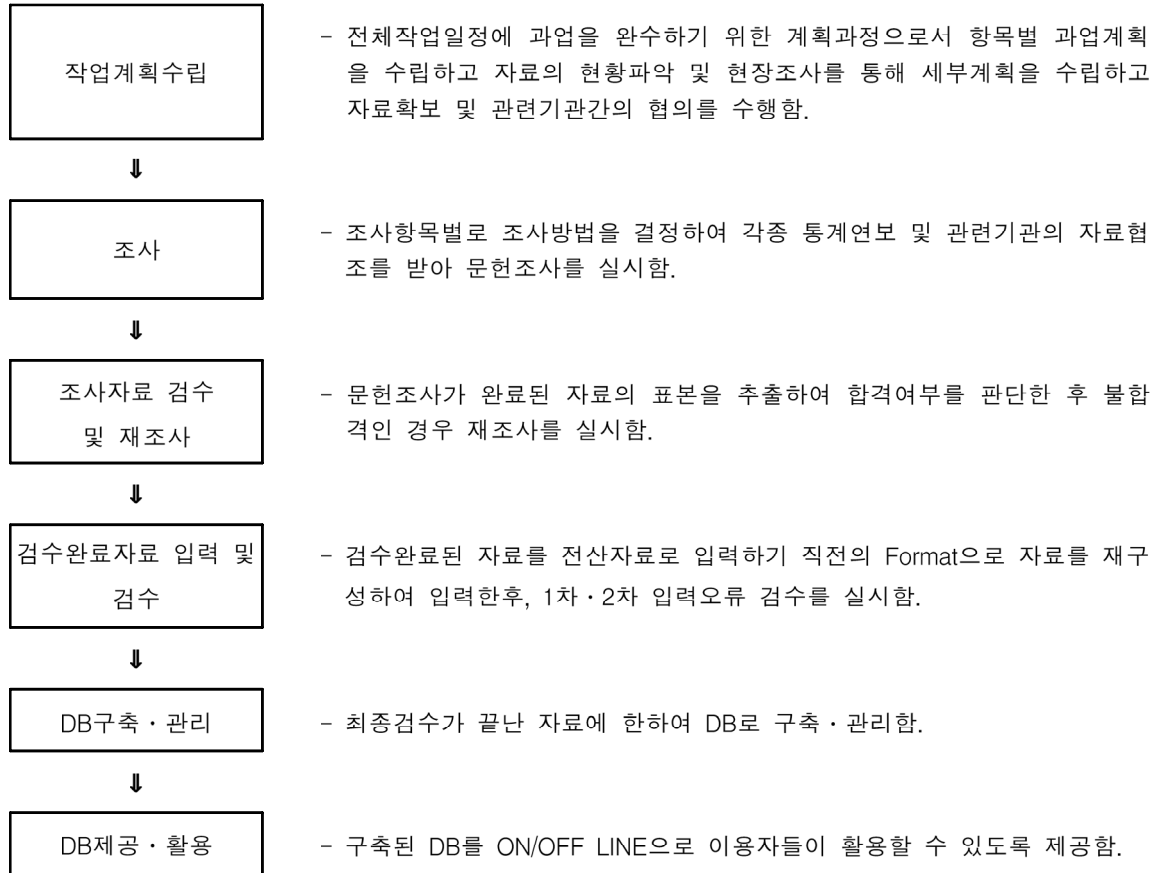 작업계획수립
- 전체작업일정에 과업을 완수하기 위한 계획과정으로서 항목별 과업계획
을 수립하고 자료의 현황파악 및 현장조사를 통해 세부계획을 수립하고
자료확보 및 관련기관간의 협의를 수행함.
⇓
조사
- 조사항목별로 조사방법을 결정하여 각종 통계연보 및 관련기관의 자료협
조를 받아 문헌조사를 실시함.
⇓
조사자료 검수
및 재조사
- 문헌조사가 완료된 자료의 표본을 추출하여 합격여부를 판단한 후 불합
격인 경우 재조사를 실시함.
⇓
검수완료자료 입력 및
검수
- 검수완료된 자료를 전산자료로 입력하기 직전의 Format으로 자료를 재구
성하여 입력한후, 1차・2차 입력오류 검수를 실시함.
⇓
DB구축・관리
- 최종검수가 끝난 자료에 한하여 DB로 구축・관리함.
⇓
DB제공・활용
- 구축된 DB를 ON/OFF LINE으로 이용자들이 활용할 수 있도록 제공함.